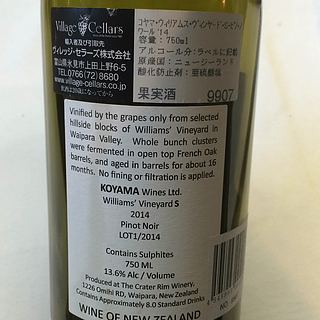 Village Cellars
輸入者及び引取先
ヴィレッジ・セラーズ株式会社
富山県氷見市上田上野6-5
TEL.0766(72)8680
www.village-cellars.co.jp
コヤマ・ウィリアムズ・ヴィンヤード・
ワール'14
容量:750ml
アルコール分:ラベルに記載
原産国:ニュージーランド
酸化防止剤:亜硫酸塩
果実酒
9907
Vinified by the grapes only from selected
hillside blocks of Williams' Vineyard in
Waipara Valley. Whole bunch clusters
were fermented in open top French Oak
barrels, and aged in barrels for about 16
months. No fining or filtration is applied.
KOYAMA Wines Ltd.
Williams' Vineyard S
2014
Pinot Noir
LOT1/2014
Contains Sulphites
750 ML
13.6% Alc / Volume
Produced at The Crater Rim Winery,
1226 Omihi RD, Waipara, New Zealand
Contains Approximately 8.0 Standard Drinks
WINE OF NEW ZEALAND
NO.